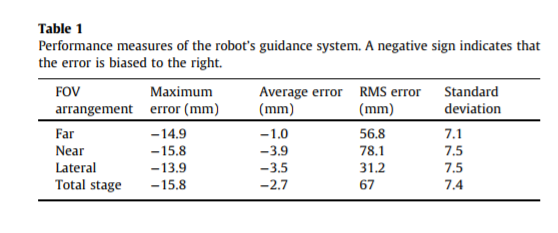 Table 1
Performance measures of the robot's guidance system. A negative sign indicates that
the error is biased to the right.
FOV Maximum Average error RMS error Standard
arrangement error (mm) (mm) (mm) deviation
Far −14.9 −1.0 56.8 7.1
Near −15.8 −3.9 78.1 7.5
Lateral −13.9 −3.5 31.2 7.5
Total stage −15.8 −2.7 67 7.4